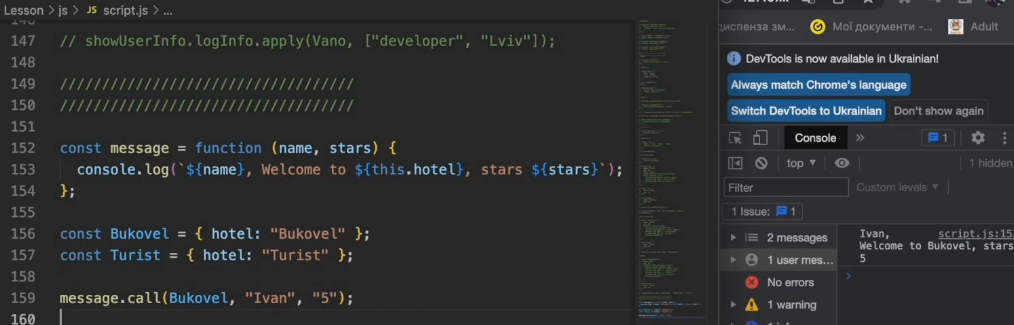 Lesson > js > JS script.js > ...
147 // showUserInfo.logInfo.apply(Vano, ["developer", "Lviv"]);
148
149 ///////////////////////////////////
150 ///////////////////////////////////
151
152 const message = function (name, stars) {
153 console.log(`${name}, Welcome to ${this.hotel}, stars ${stars}`);
154 };
155
156 const Bukovel = { hotel: "Bukovel" };
157 const Turist = { hotel: "Turist" };
158
159 message.call(Bukovel, "Ivan", "5");
160
Мої документи -...
Adult
DevTools is now available in Ukrainian!
Always match Chrome's language
Switch DevTools to Ukrainian Don't show again
Console » 1
top 1 hidden
Filter Custom levels
1 Issue: 1
2 messages
1 user mes...
No errors
1 warning
Ivan, script.js:153
Welcome to Bukovel, stars
5